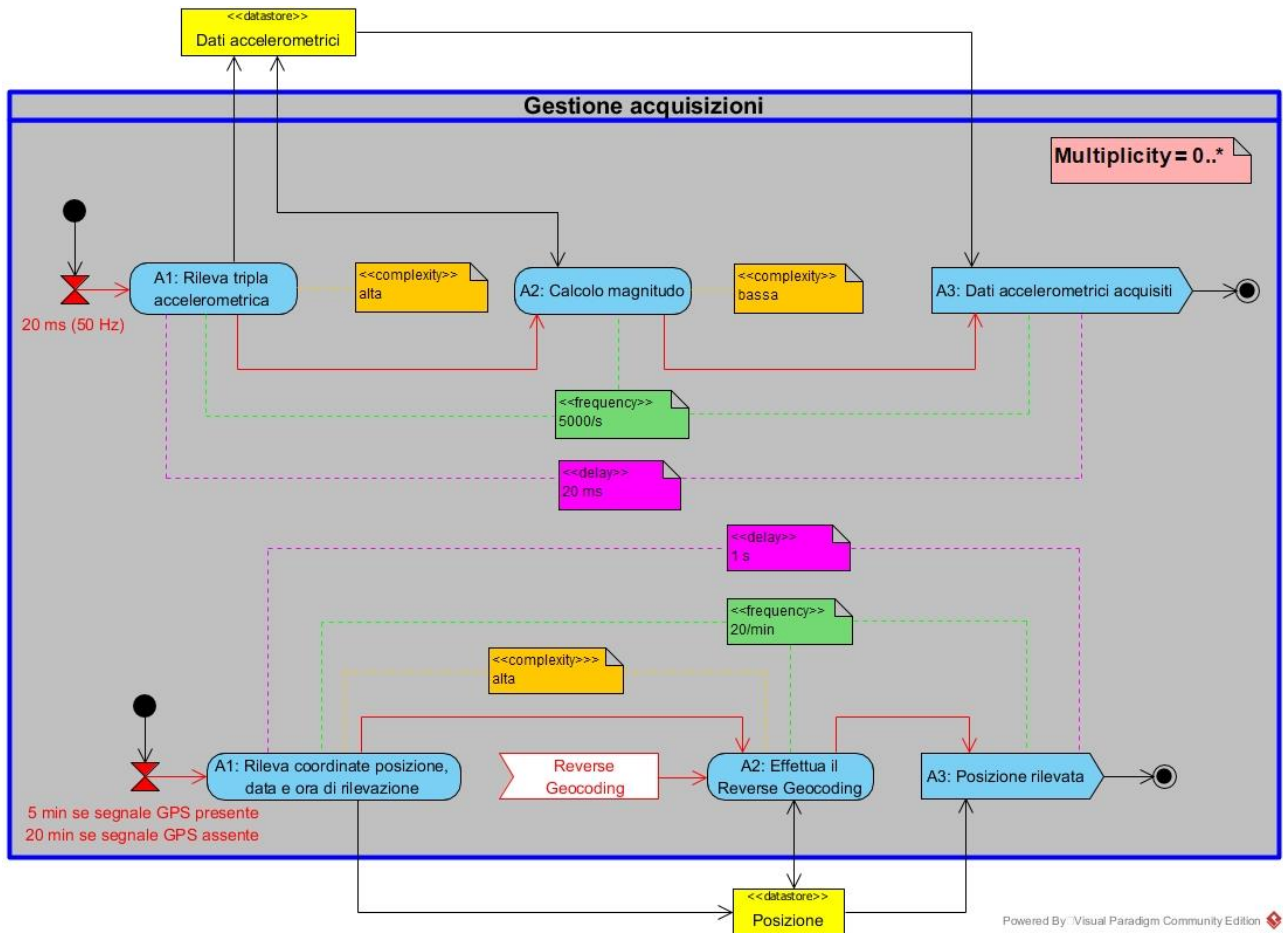 <<datastore>>
Dati accelerometrici
Gestione acquisizioni
Multiplicity = 0..*
A1: Rileva tripla
accelerometrica
<<complexity>>
alta
A2: Calcolo magnitudo
<<complexity>>
bassa
A3: Dati accelerometrici acquisiti
20 ms (50 Hz)
<<frequency>>
5000/s
<<delay>>
20 ms
<<delay>>
1 s
<<frequency>>
20/min
<<complexity>>>
alta
A1: Rileva coordinate posizione,
data e ora di rilevazione
Reverse
Geocoding
A2: Effettua il
Reverse Geocoding
A3: Posizione rilevata
5 min se segnale GPS presente
20 min se segnale GPS assente
<<datastore>>
Posizione
Powered By Visual Paradigm Community Edition